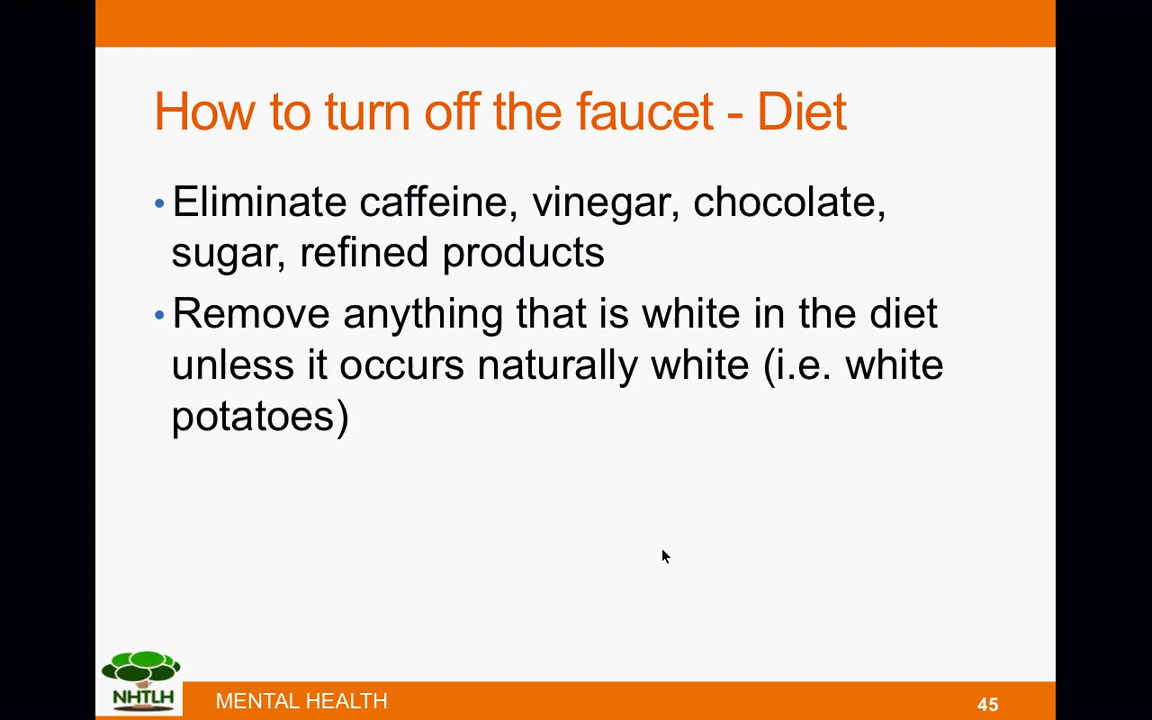 How to turn off the faucet - Diet
• Eliminate caffeine, vinegar, chocolate,
sugar, refined products
• Remove anything that is white in the diet
unless it occurs naturally white (i.e. white
potatoes)
NHTLH
MENTAL HEALTH
45